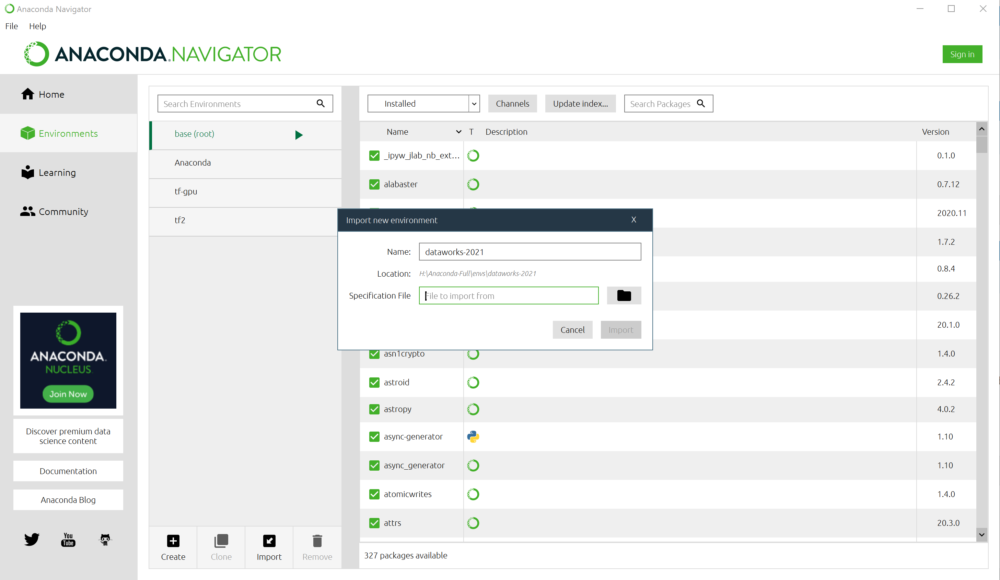 Anaconda Navigator
File Help
ANACONDA.NAVIGATOR
Sign in
Home
Environments
Learning
Community
ANACONDA.
NUCLEUS
Join Now
Discover premium data
science content
Documentation
Anaconda Blog
You
Tube
Search Environments
base (root)
Anaconda
tf-gpu
tf2
Create
Clone
Import
Remove
Installed
Channels
Update index...
Search Packages
Name T Description Version
_ipyw_jlab_nb_ext... 0.1.0
alabaster 0.7.12
2020.11
1.7.2
0.8.4
0.26.2
20.1.0
asn1crypto 1.4.0
astroid 2.4.2
astropy 4.0.2
async-generator 1.10
async_generator 1.10
atomicwrites 1.4.0
attrs 20.3.0
327 packages available
Import new environment X
Name: dataworks-2021
Location: H:\Anaconda-Full\envs\dataworks-2021
Specification File File to import from
Cancel Import